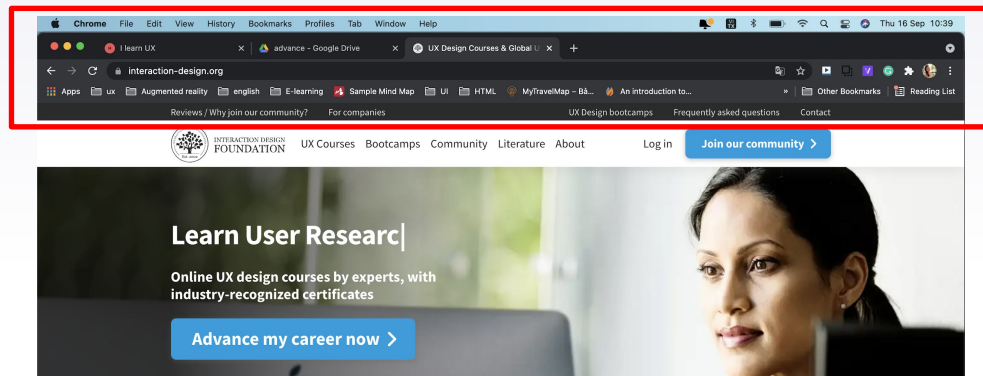 Chrome File Edit View History Bookmarks Profiles Tab Window Help Thu 16 Sep 10:39
I learn UX advance - Google Drive UX Design Courses & Global U
interaction-design.org
Apps ux Augmented reality english E-learning Sample Mind Map UI HTML MyTravelMap – Bả... An introduction to... » Other Bookmarks Reading List
Reviews / Why join our community? For companies UX Design bootcamps Frequently asked questions Contact
INTERACTION DESIGN
FOUNDATION
Est. 2002
UX Courses Bootcamps Community Literature About Log in Join our community
Learn User Researc
Online UX design courses by experts, with
industry-recognized certificates
Advance my career now